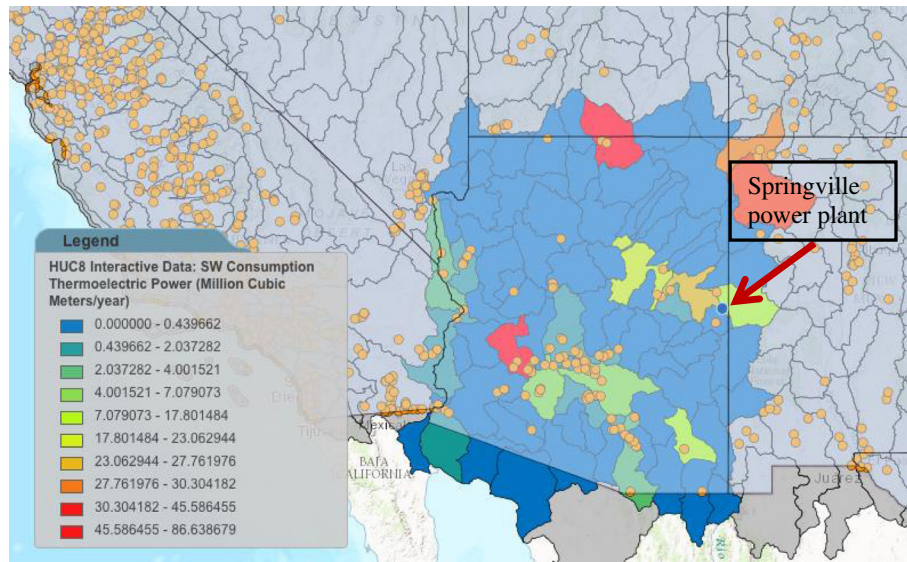 Las
Vegas
Springville
power plant
Legend
HUC8 Interactive Data: SW Consumption
Thermoelectric Power (Million Cubic
Meters/year)
0.000000 - 0.439662
0.439662 - 2.037282
2.037282 - 4.001521
4.001521 - 7.079073
7.079073 - 17.801484
17.801484 - 23.062944
23.062944 - 27.761976
27.761976 - 30.304182
30.304182 - 45.586455
45.586455 - 86.638679
Mexicali
BAJA
CALIFORNIA
Juarez